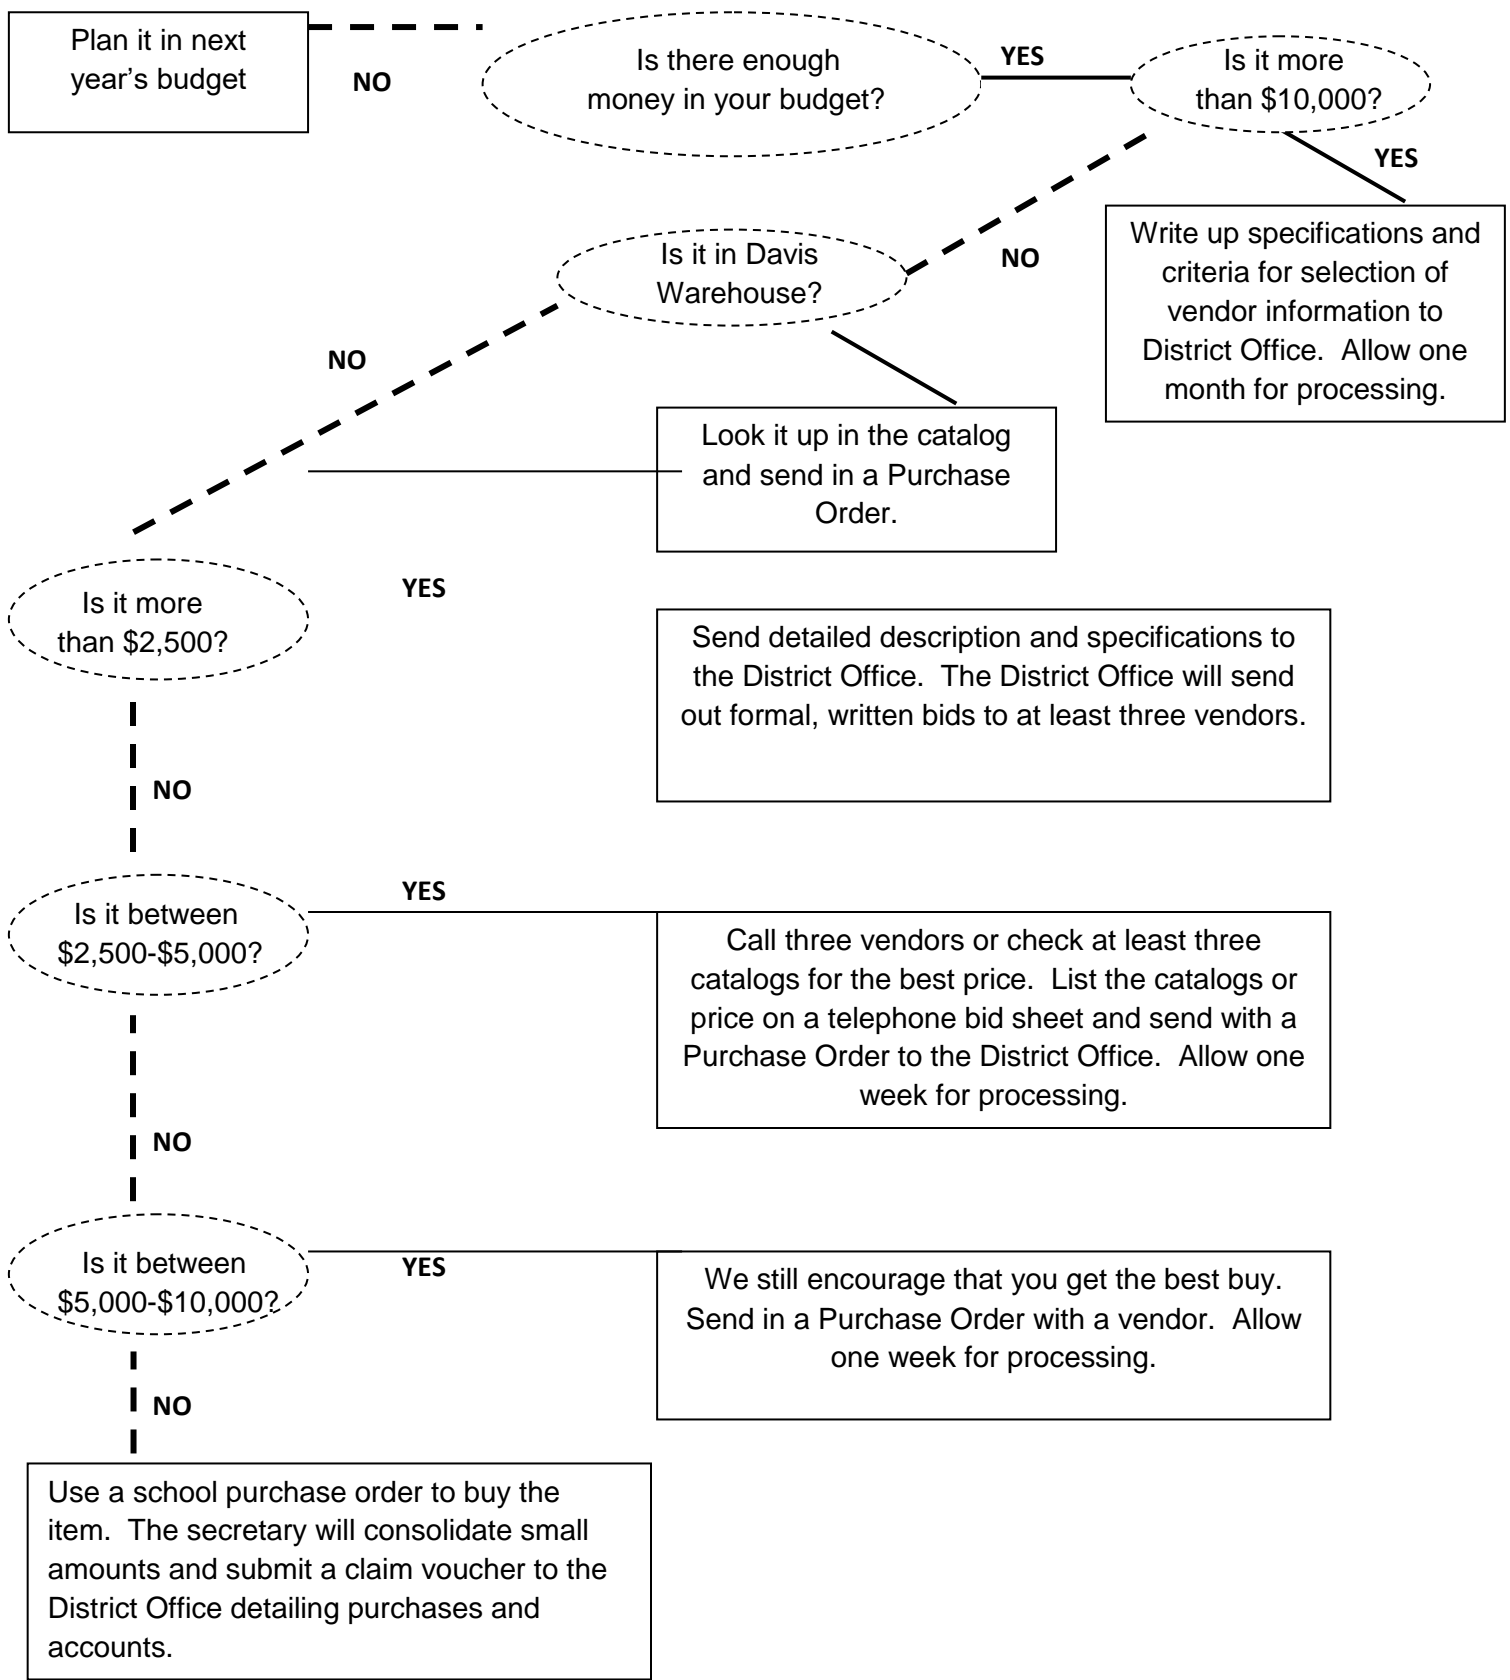 Plan it in next
year’s budget
NO
Is there enough
money in your budget?
YES
Is it more
than $10,000?
YES
Write up specifications and
criteria for selection of
vendor information to
District Office.  Allow one
month for processing.
NO
Is it in Davis
Warehouse?
NO
Look it up in the catalog
and send in a Purchase
Order.
Is it more
than $2,500?
YES
Send detailed description and specifications to
the District Office.  The District Office will send
out formal, written bids to at least three vendors.
NO
Is it between
$2,500-$5,000?
YES
Call three vendors or check at least three
catalogs for the best price.  List the catalogs or
price on a telephone bid sheet and send with a
Purchase Order to the District Office.  Allow one
week for processing.
NO
Is it between
$5,000-$10,000?
YES
We still encourage that you get the best buy.
Send in a Purchase Order with a vendor.  Allow
one week for processing.
NO
Use a school purchase order to buy the
item.  The secretary will consolidate small
amounts and submit a claim voucher to the
District Office detailing purchases and
accounts.